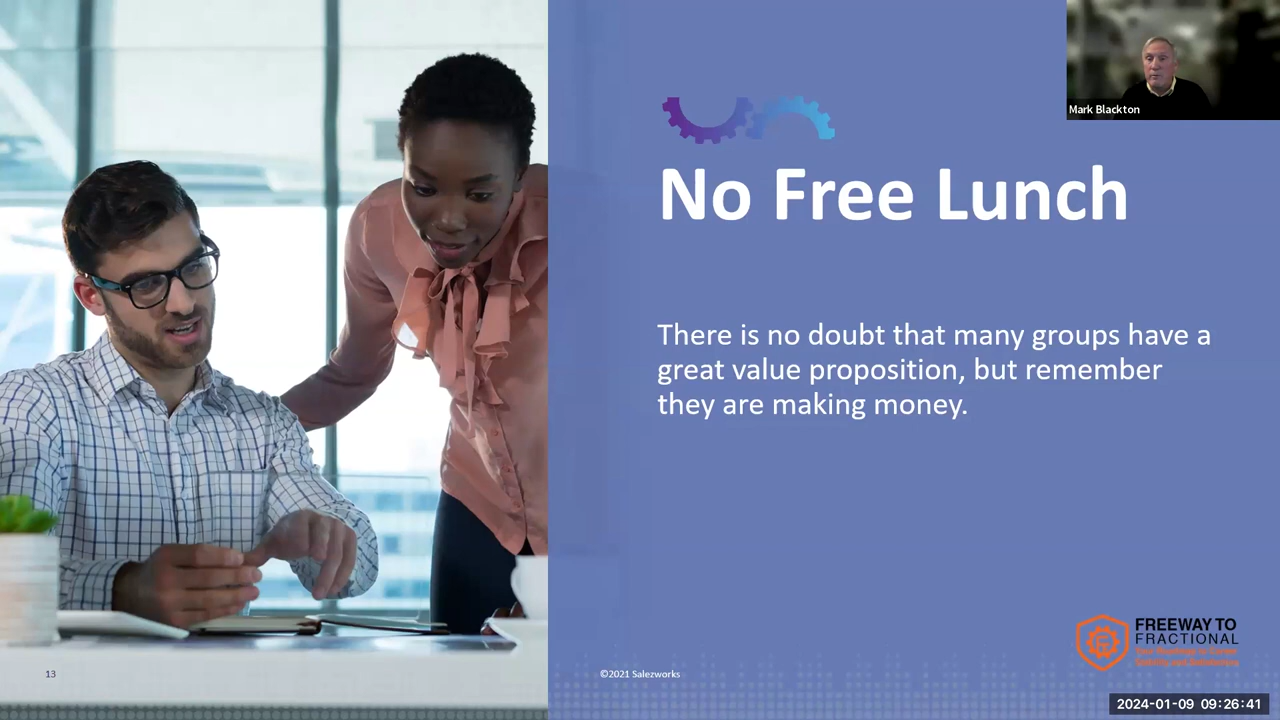 Mark Blackton
No Free Lunch
There is no doubt that many groups have a
great value proposition, but remember
they are making money.
FREEWAY TO
FRACTIONAL
13
©2021 Salezworks
2024-01-09 09:26:41